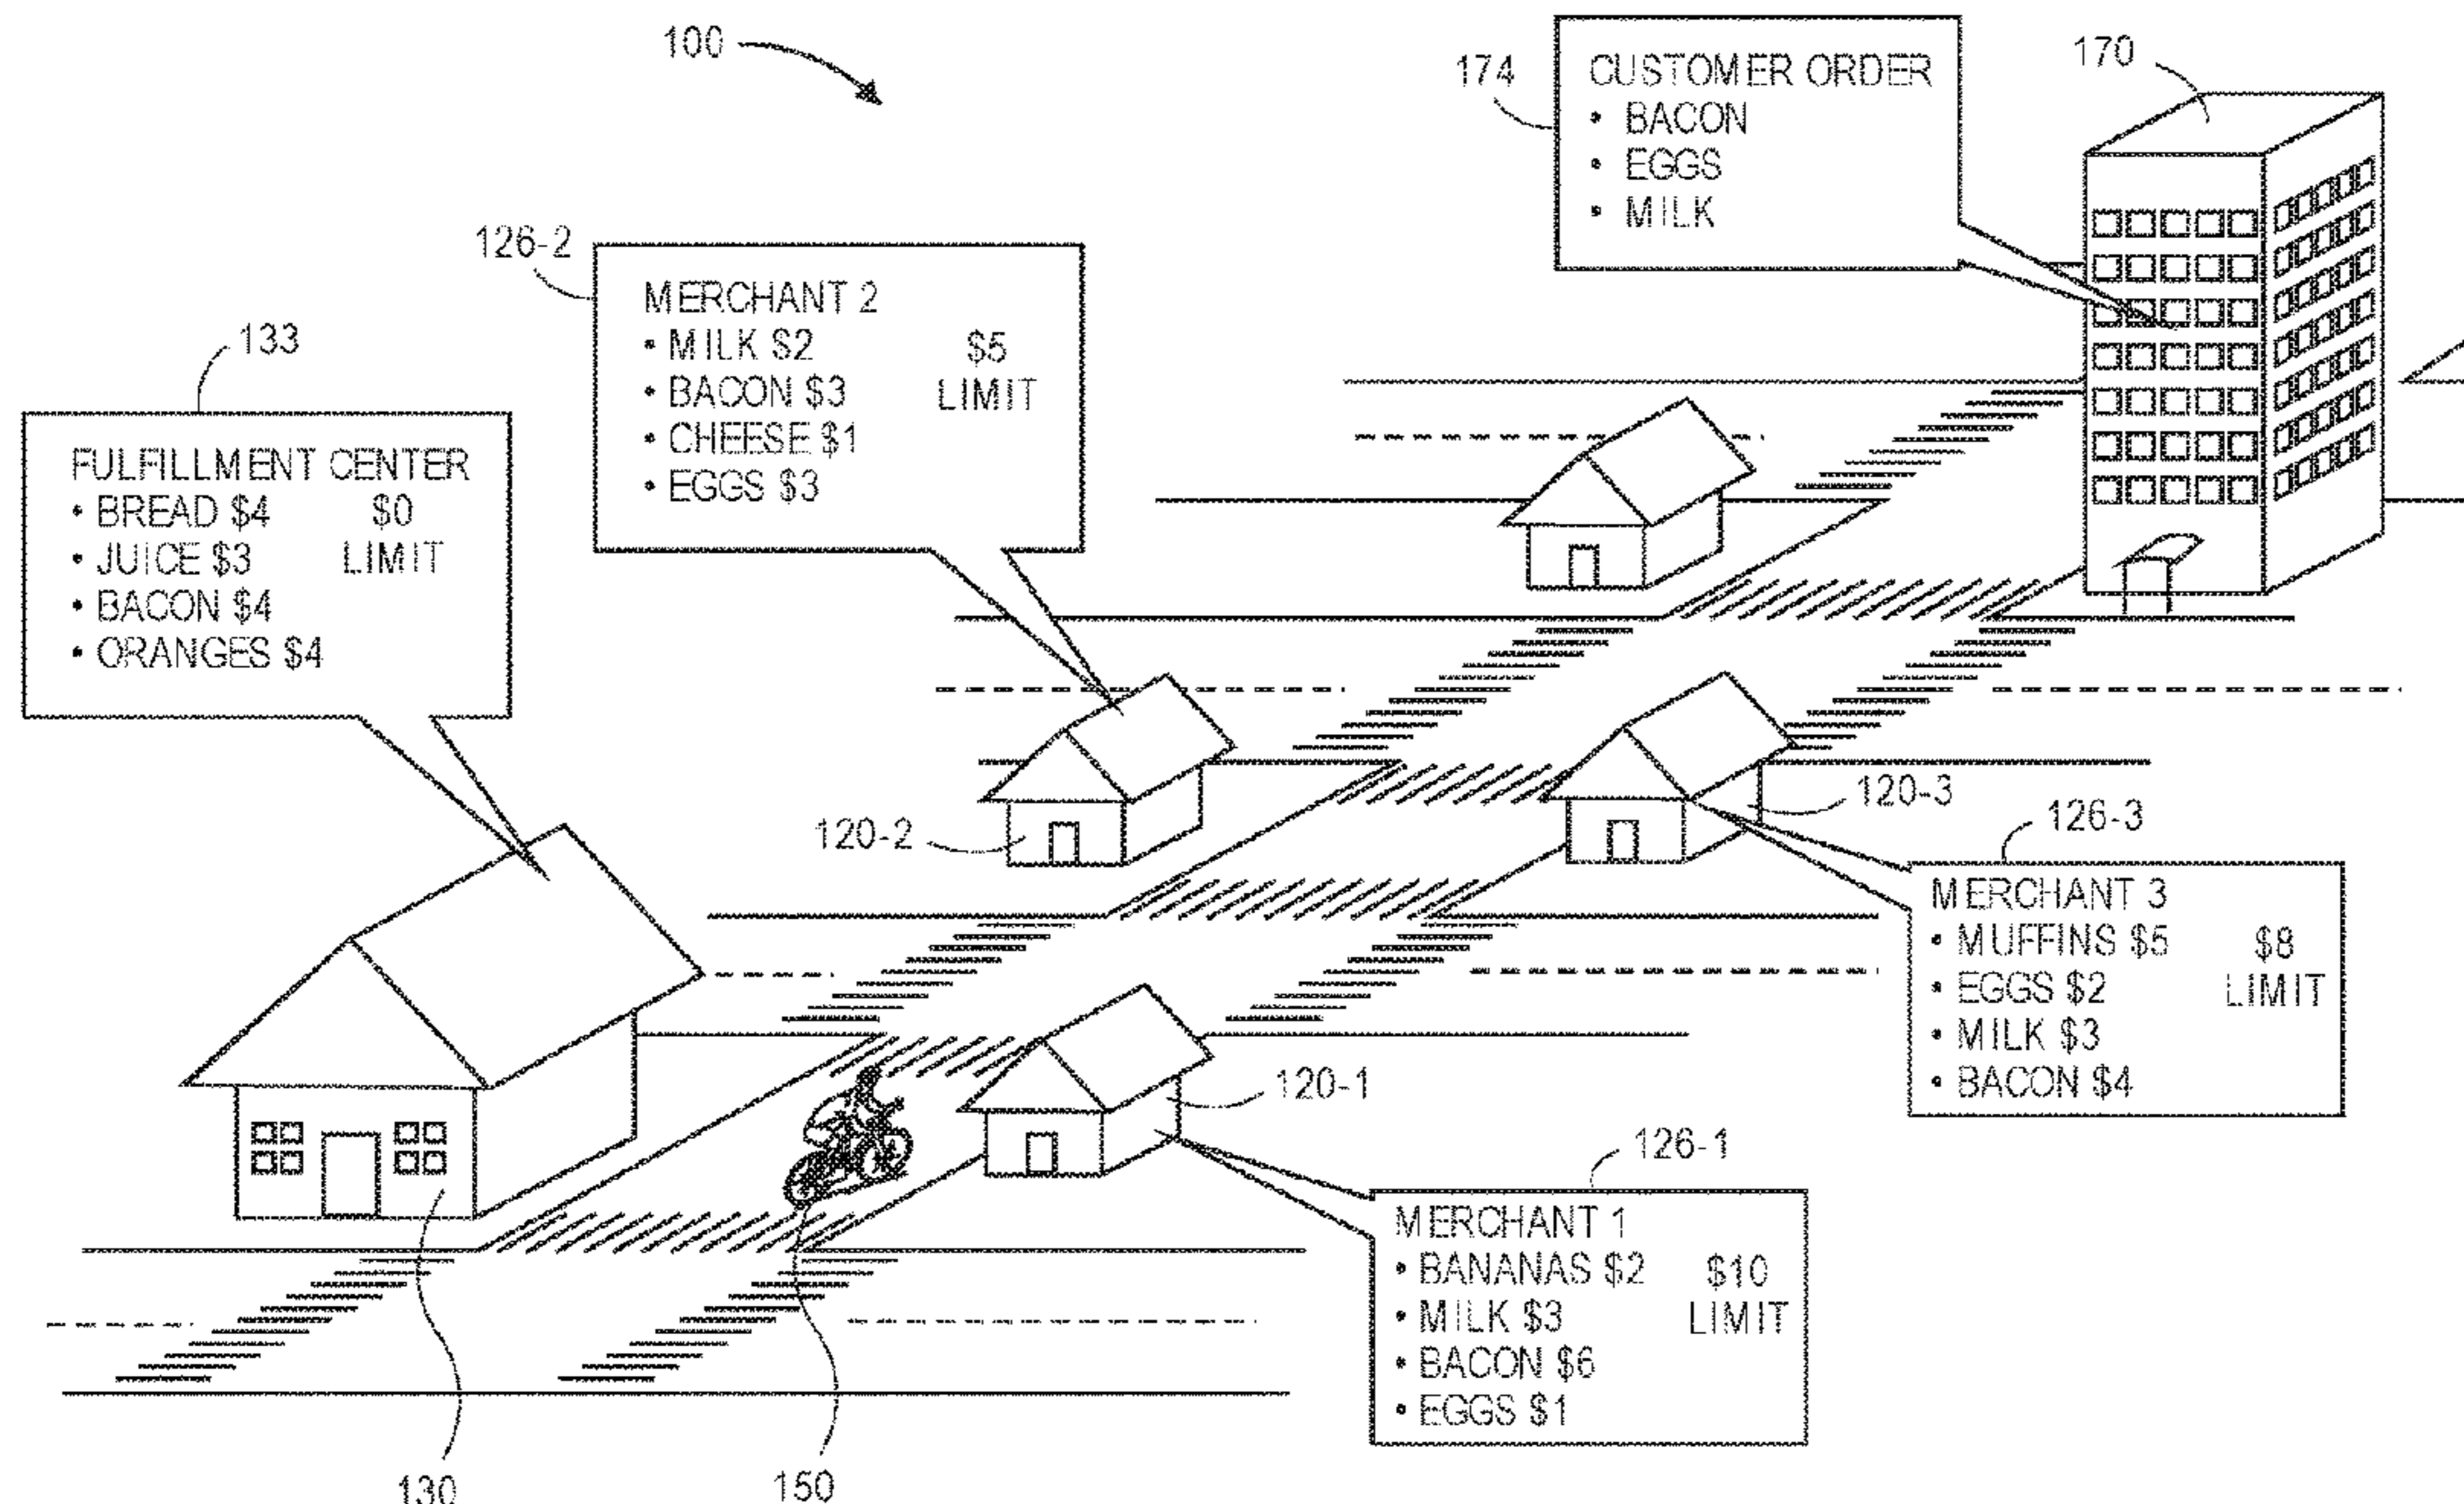 100
174
CUSTOMER ORDER
• BACON
• EGGS
• MILK
170
126-2
MERCHANT 2
• MILK $2
• BACON $3
• CHEESE $1
• EGGS $3
$5
LIMIT
133
FULFILLMENT CENTER
• BREAD $4
• JUICE $3
• BACON $4
• ORANGES $4
$0
LIMIT
120-2
120-3
126-3
MERCHANT 3
• MUFFINS $5
• EGGS $2
• MILK $3
• BACON $4
$8
LIMIT
120-1
126-1
MERCHANT 1
• BANANAS $2
• MILK $3
• BACON $6
• EGGS $1
$10
LIMIT
130
150